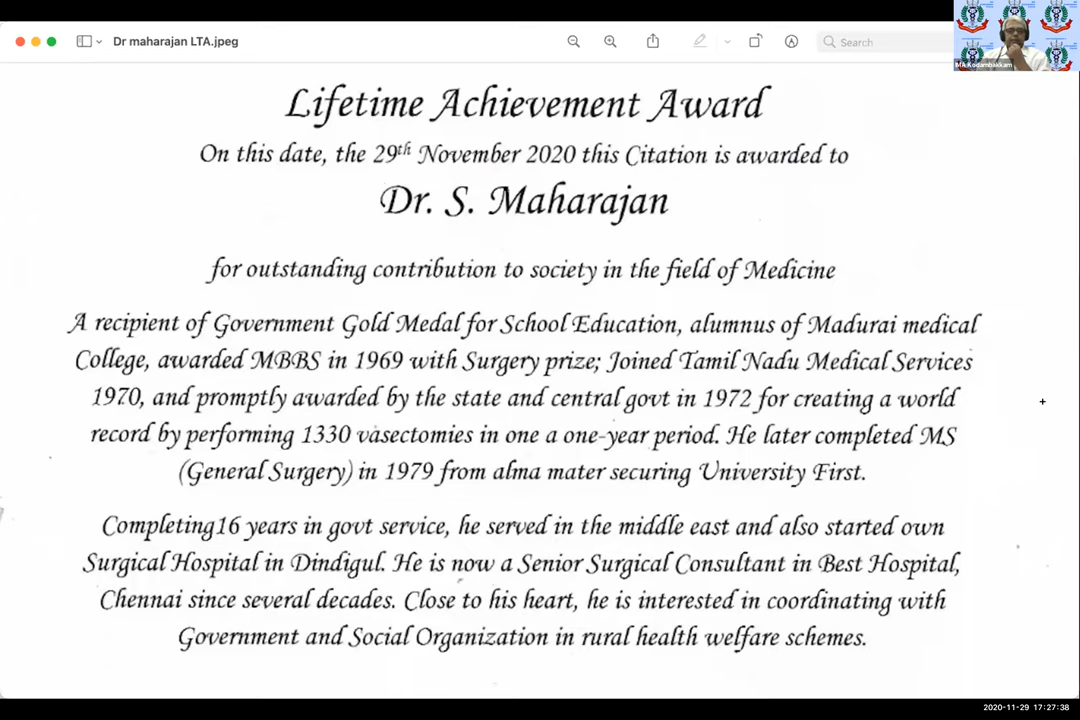 Dr maharajan LTA.jpeg
Search
IMA Kodambakkam
Lifetime Achievement Award
On this date, the 29th November 2020 this Citation is awarded to
Dr. S. Maharajan
for outstanding contribution to society in the field of Medicine
A recipient of Government Gold Medal for School Education, alumnus of Madurai medical
College, awarded MBBS in 1969 with Surgery prize; Joined Tamil Nadu Medical Services
1970, and promptly awarded by the state and central govt in 1972 for creating a world
record by performing 1330 vasectomies in one a one-year period. He later completed MS
(General Surgery) in 1979 from alma mater securing University First.
Completing16 years in govt service, he served in the middle east and also started own
Surgical Hospital in Dindigul. He is now a Senior Surgical Consultant in Best Hospital,
Chennai since several decades. Close to his heart, he is interested in coordinating with
Government and Social Organization in rural health welfare schemes.
2020-11-29 17:27:38